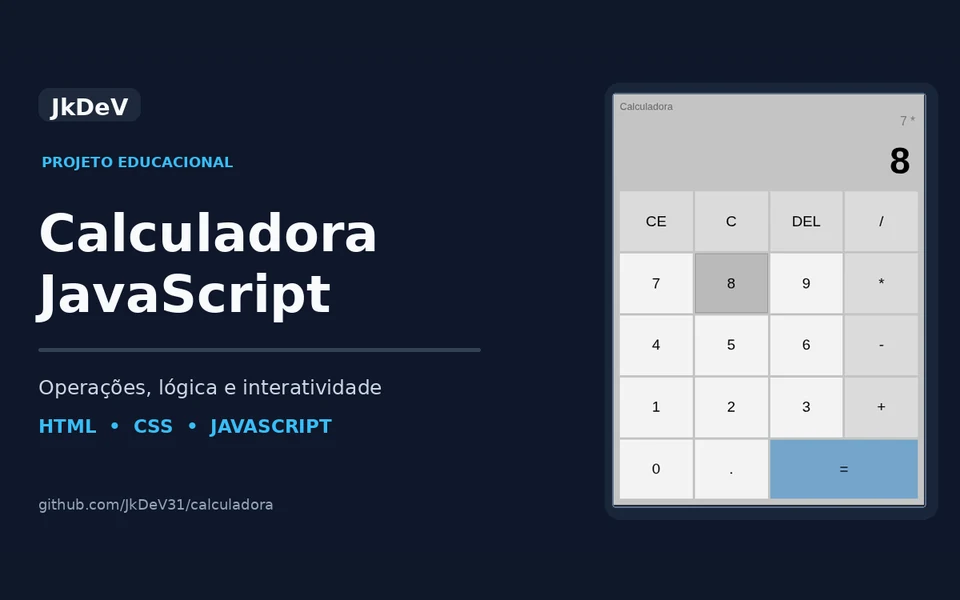 JkDeV
PROJETO EDUCACIONAL
Calculadora
JavaScript
Operações, lógica e interatividade
HTML • CSS • JAVASCRIPT
github.com/JkDeV31/calculadora
Calculadora
7 *
8
CE C DEL /
7 8 9 *
4 5 6 -
1 2 3 +
0 . =